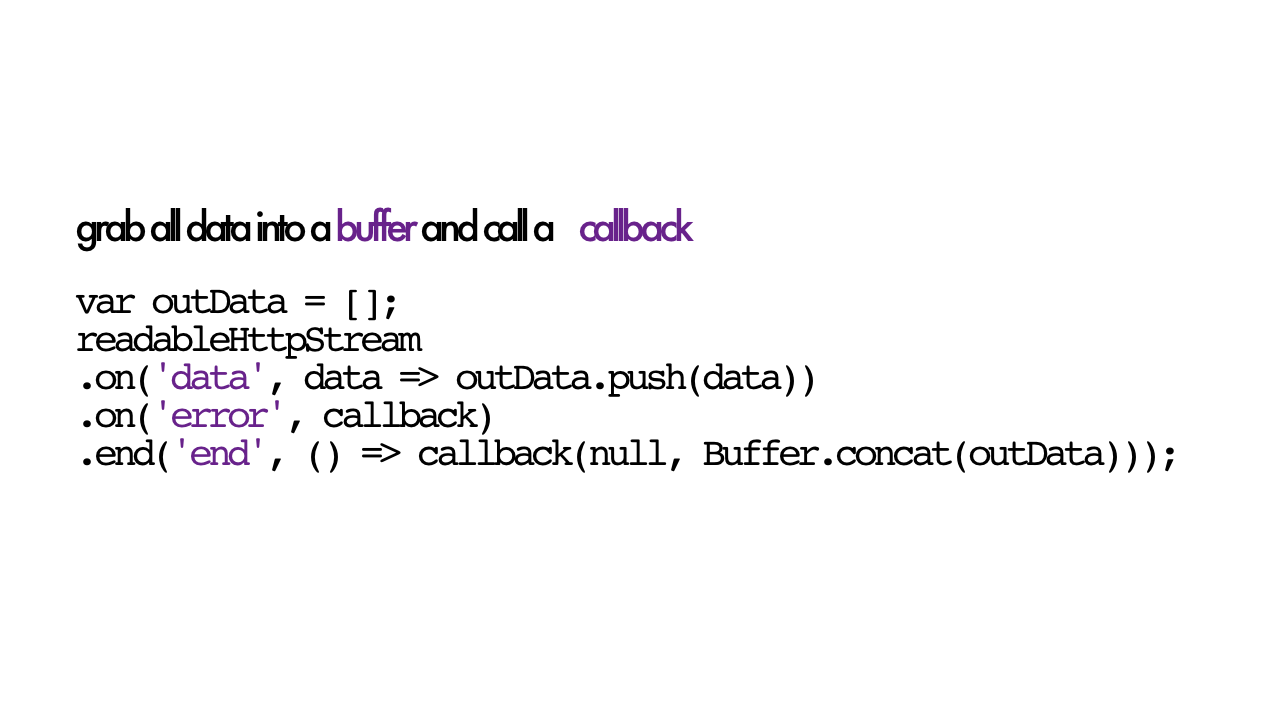 grab all data into a buffer and call a callback
var outData = [];
readableHttpStream
.on('data', data => outData.push(data))
.on('error', callback)
.end('end', () => callback(null, Buffer.concat(outData)));